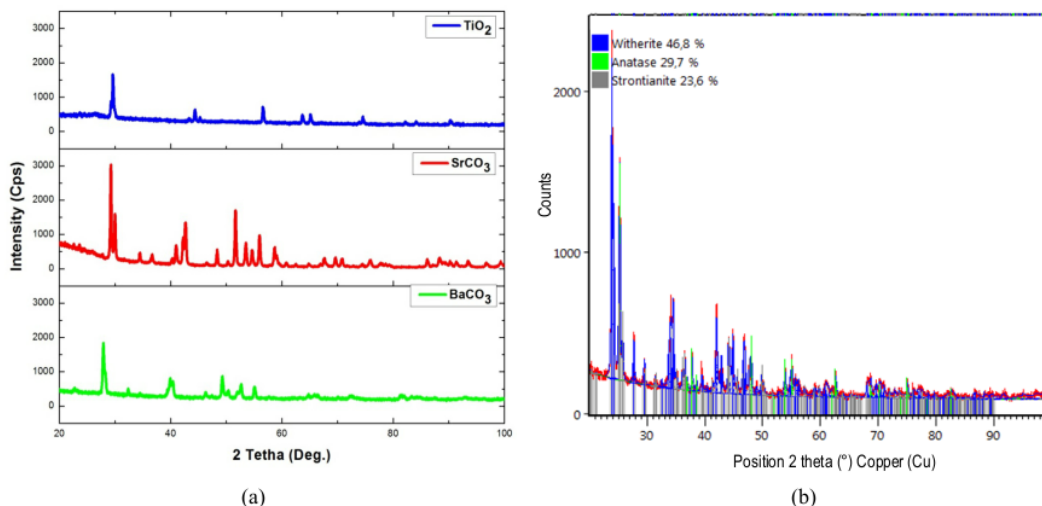 TiO2
SrCO3
BaCO3
3000
2000
1000
0
3000
2000
1000
0
3000
2000
1000
0
Intensity (Cps)
20
40
60
80
100
2 Tetha (Deg.)
(a)
Witherite 46,8 %
Anatase 29,7 %
Strontianite 23,6 %
2000
1000
0
Counts
30
40
50
60
70
80
90
Position 2 theta (°) Copper (Cu)
(b)